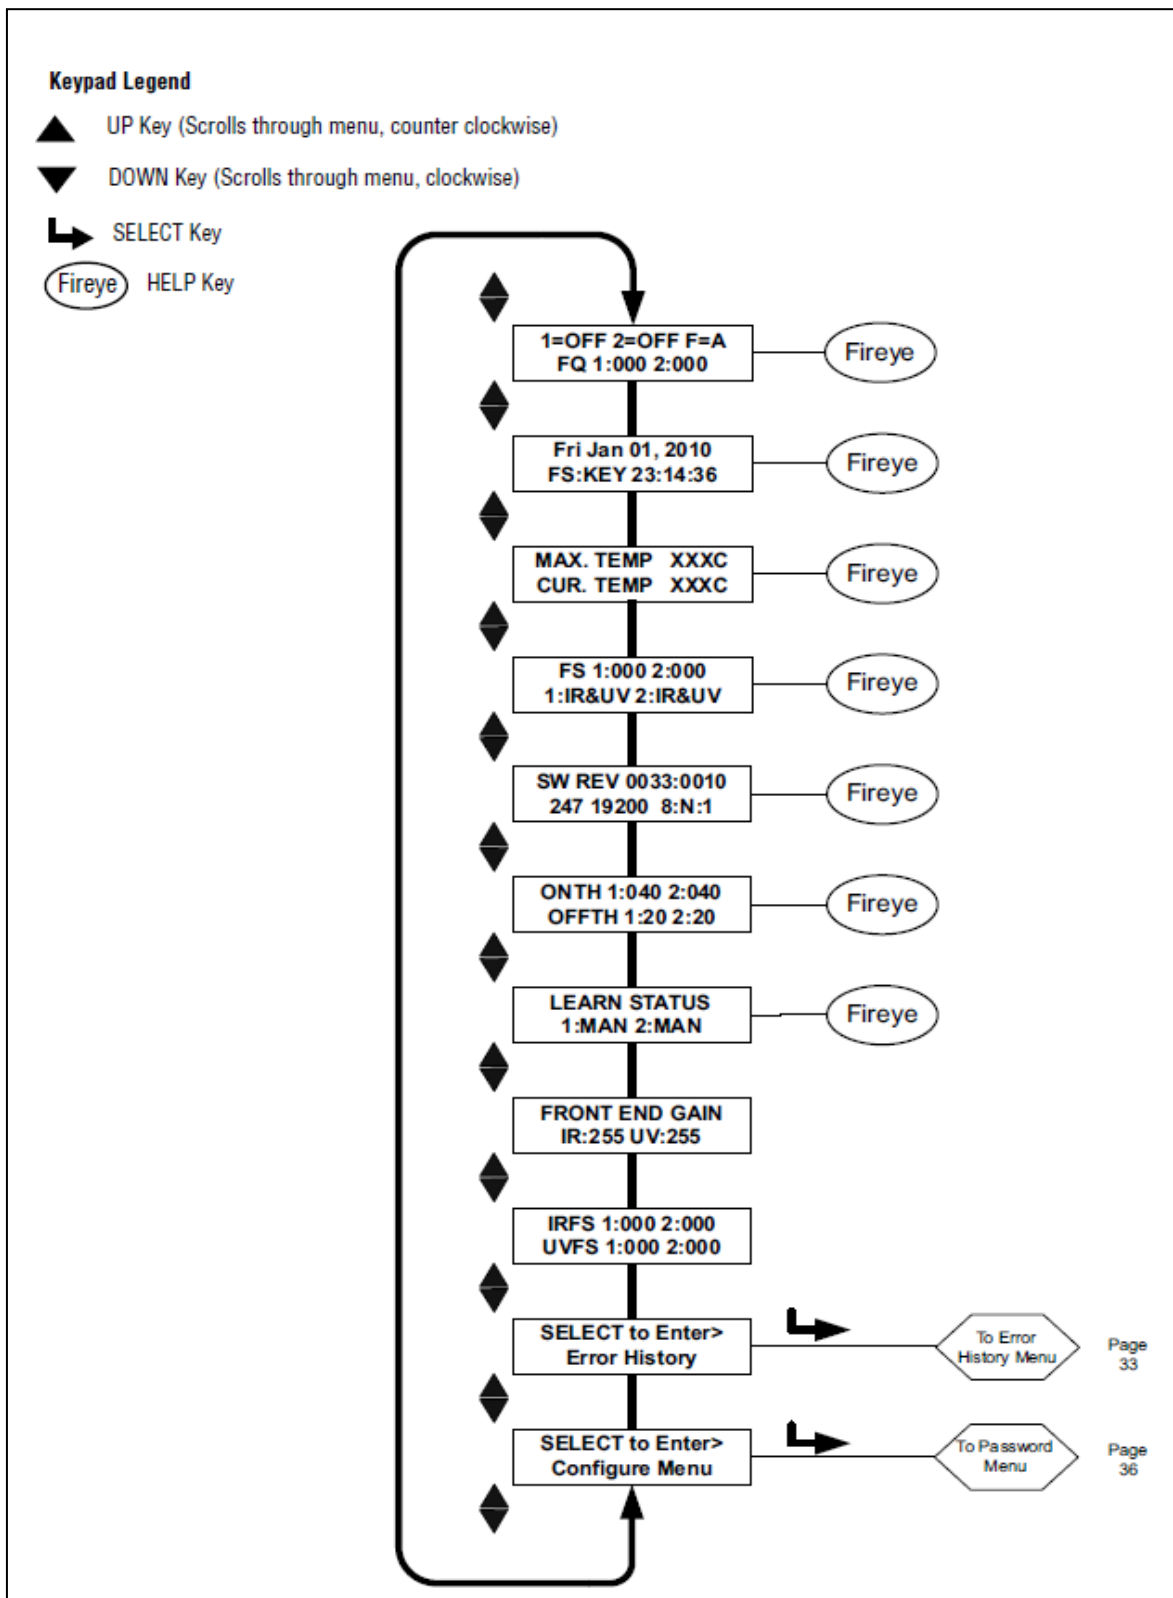 Keypad Legend
UP Key (Scrolls through menu, counter clockwise)
DOWN Key (Scrolls through menu, clockwise)
SELECT Key
Fireye HELP Key
1=OFF 2=OFF F=A
FQ 1:000 2:000
Fireye
Fri Jan 01, 2010
FS:KEY 23:14:36
Fireye
MAX. TEMP XXXC
CUR. TEMP XXXC
Fireye
FS 1:000 2:000
1:IR&UV 2:IR&UV
Fireye
SW REV 0033:0010
247 19200 8:N:1
Fireye
ONTH 1:040 2:040
OFFTH 1:20 2:20
Fireye
LEARN STATUS
1:MAN 2:MAN
Fireye
FRONT END GAIN
IR:255 UV:255
IRFS 1:000 2:000
UVFS 1:000 2:000
SELECT to Enter>
Error History
To Error
History Menu
Page
33
SELECT to Enter>
Configure Menu
To Password
Menu
Page
36